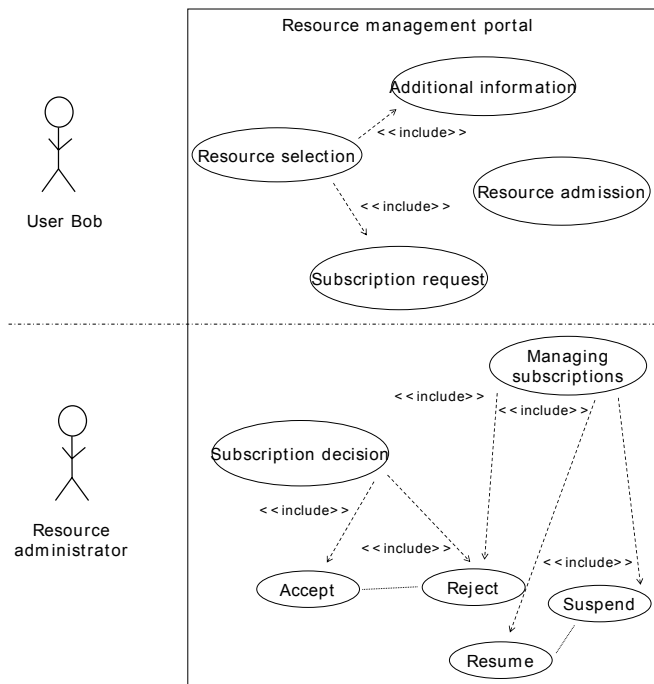 Resource management portal
Additional information
<<include>>
Resource selection
Resource admission
<<include>>
User Bob
Subscription request
Managing
subscriptions
<<include>>
<<include>>
Subscription decision
<<include>>
<<include>>
<<include>>
Resource
administrator
Accept
Reject
Suspend
Resume